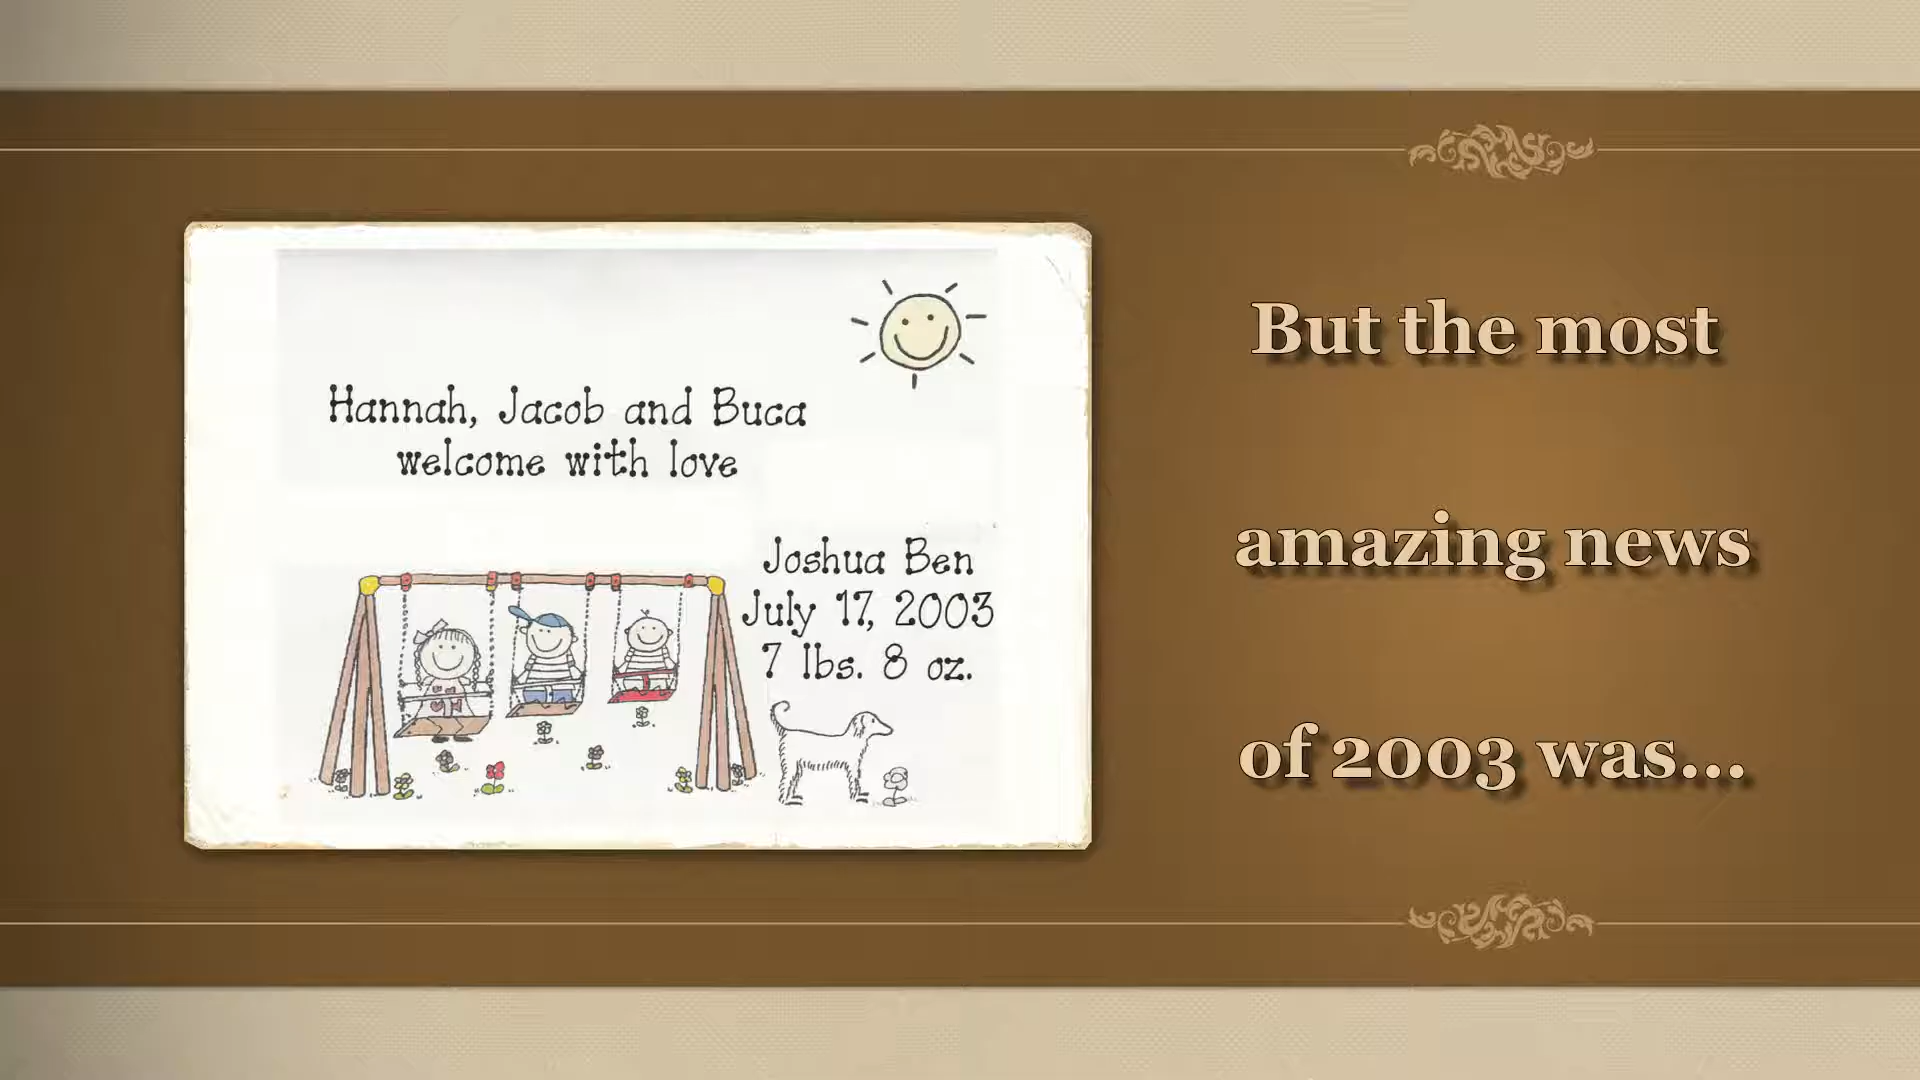 Hannah, Jacob and Buca
welcome with love
Joshua Ben
July 17, 2003
7 lbs. 8 oz.
But the most
amazing news
of 2003 was...